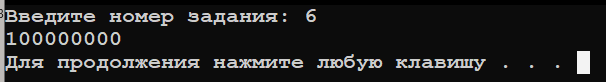 Введите номер задания: 6
100000000
Для продолжения нажмите любую клавишу . . .